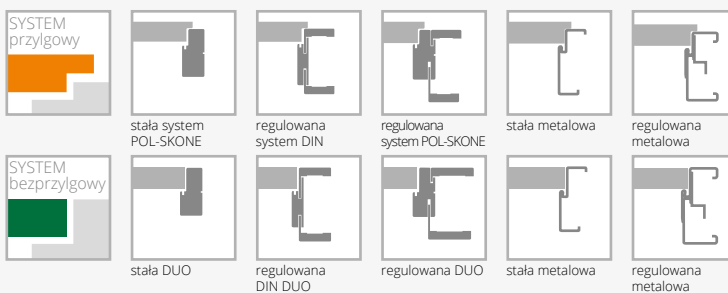 SYSTEM
przylgowy
stała system
POL-SKONE
regulowana
system DIN
regulowana
system POL-SKONE
stała metalowa
regulowana
metalowa
SYSTEM
bezprzylgowy
stała DUO
regulowana
DIN DUO
regulowana DUO
stała metalowa
regulowana
metalowa